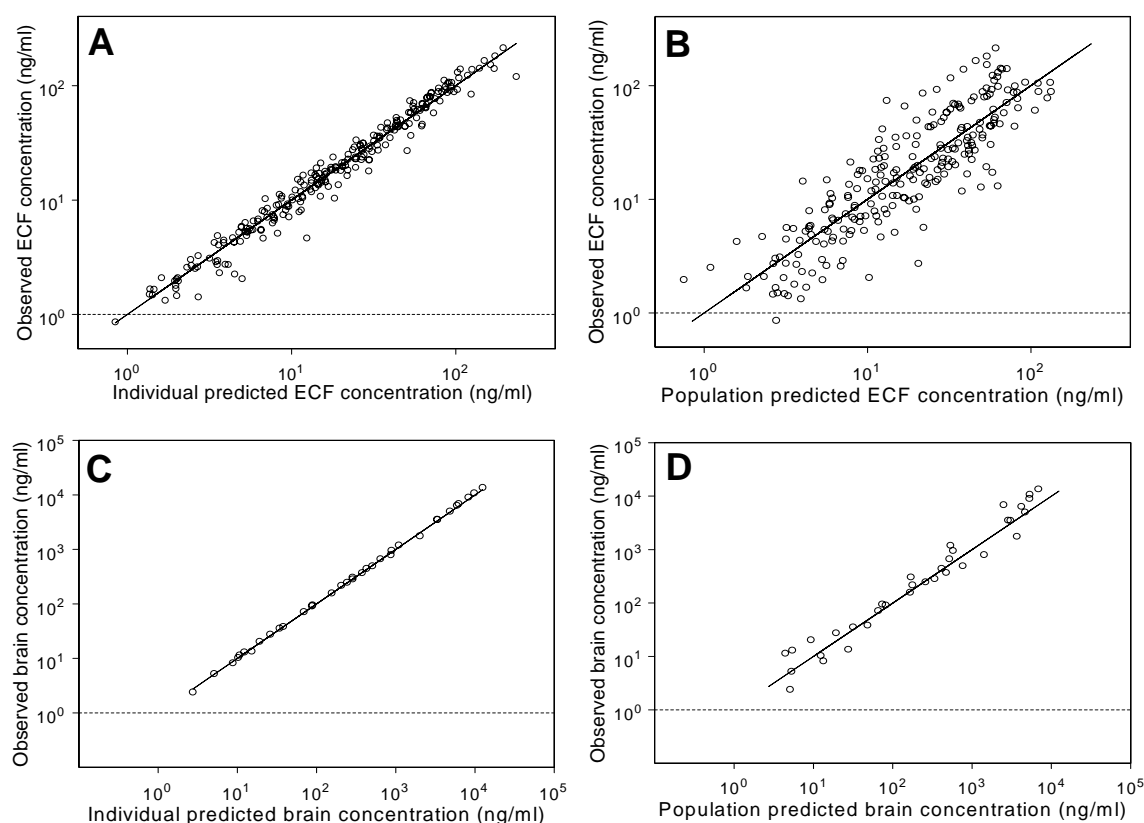 A
Observed ECF concentration (ng/ml)
10²
10¹
10⁰
10⁰ 10¹ 10²
Individual predicted ECF concentration (ng/ml)
B
Observed ECF concentration (ng/ml)
10²
10¹
10⁰
10⁰ 10¹ 10²
Population predicted ECF concentration (ng/ml)
C
Observed brain concentration (ng/ml)
10⁵
10⁴
10³
10²
10¹
10⁰
10⁰ 10¹ 10² 10³ 10⁴ 10⁵
Individual predicted brain concentration (ng/ml)
D
Observed brain concentration (ng/ml)
10⁵
10⁴
10³
10²
10¹
10⁰
10⁰ 10¹ 10² 10³ 10⁴ 10⁵
Population predicted brain concentration (ng/ml)